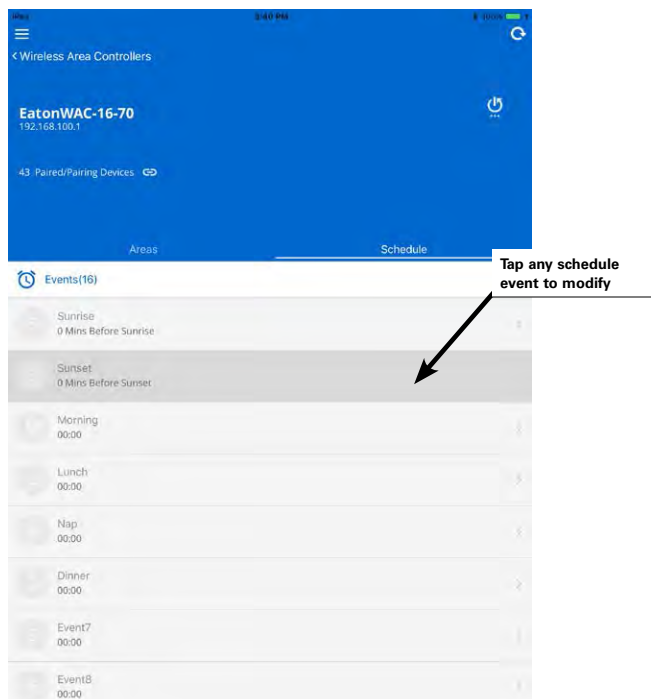 iPad 3:40 PM 100%
< Wireless Area Controllers
EatonWAC-16-70
192.168.100.1
43 Paired/Pairing Devices
Areas Schedule
Tap any schedule
event to modify
Events(16)
Sunrise
0 Mins Before Sunrise
Sunset
0 Mins Before Sunset
Morning
00:00
Lunch
00:00
Nap
00:00
Dinner
00:00
Event7
00:00
Event8
00:00